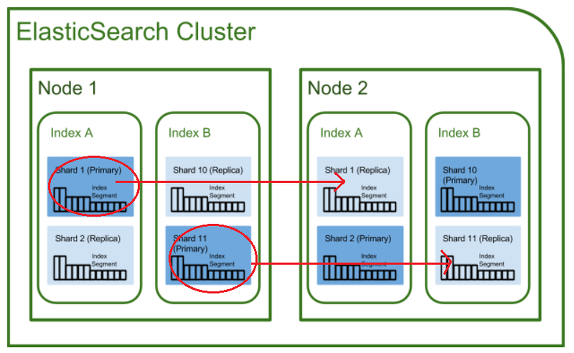 ElasticSearch Cluster
Node 1
Node 2
Index A
Index B
Index A
Index B
Shard 1 (Primary)
Index
Segment
Shard 10 (Replica)
Index
Segment
Shard 1 (Replica)
Index
Segment
Shard 10
(Primary)
Index
Segment
Shard 2 (Replica)
Index
Segment
Shard 11
(Primary)
Index
Segment
Shard 2 (Primary)
Index
Segment
Shard 11 (Replica)
Index
Segment